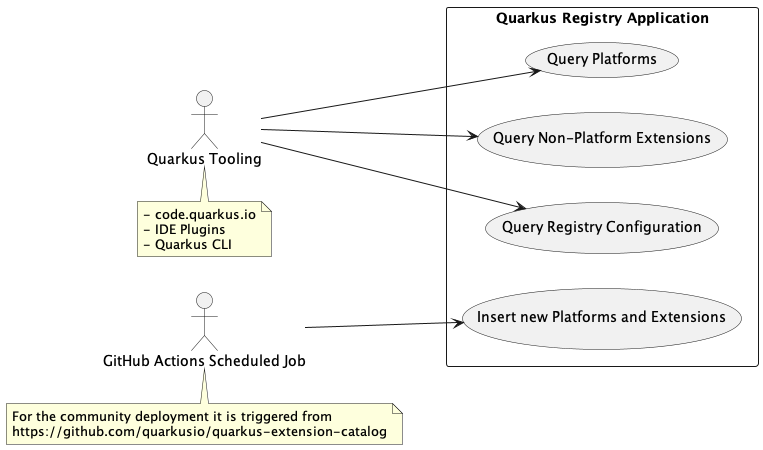 Quarkus Registry Application
Query Platforms
Query Non-Platform Extensions
Quarkus Tooling
- code.quarkus.io
- IDE Plugins
- Quarkus CLI
Query Registry Configuration
Insert new Platforms and Extensions
GitHub Actions Scheduled Job
For the community deployment it is triggered from
https://github.com/quarkusio/quarkus-extension-catalog